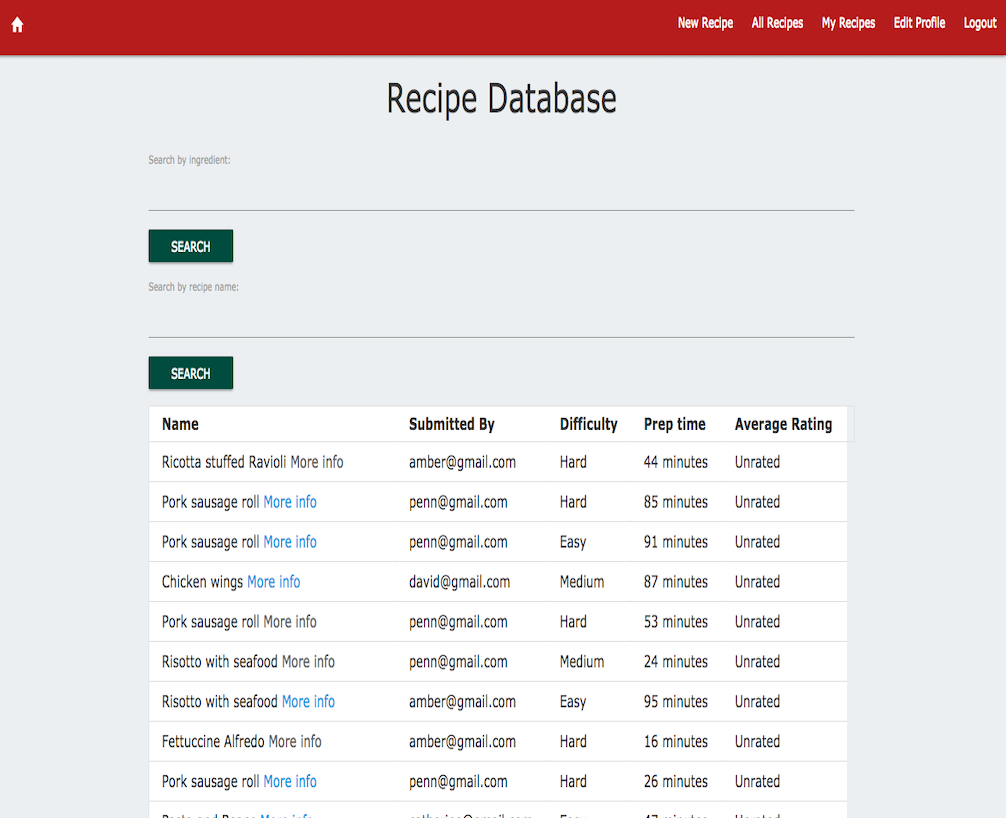 New Recipe All Recipes My Recipes Edit Profile Logout
Recipe Database
Search by ingredient:
SEARCH
Search by recipe name:
SEARCH
Name Submitted By Difficulty Prep time Average Rating
Ricotta stuffed Ravioli More info amber@gmail.com Hard 44 minutes Unrated
Pork sausage roll More info penn@gmail.com Hard 85 minutes Unrated
Pork sausage roll More info penn@gmail.com Easy 91 minutes Unrated
Chicken wings More info david@gmail.com Medium 87 minutes Unrated
Pork sausage roll More info penn@gmail.com Hard 53 minutes Unrated
Risotto with seafood More info penn@gmail.com Medium 24 minutes Unrated
Risotto with seafood More info amber@gmail.com Easy 95 minutes Unrated
Fettuccine Alfredo More info amber@gmail.com Hard 16 minutes Unrated
Pork sausage roll More info penn@gmail.com Hard 26 minutes Unrated